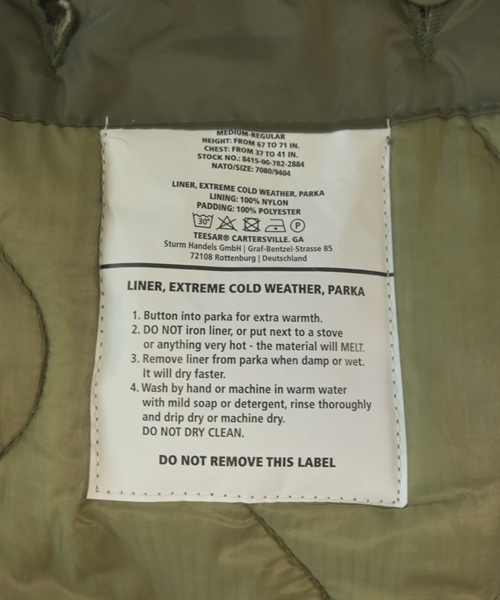 MEDIUM-REGULAR
HEIGHT: FROM 67 TO 71 IN.
CHEST: FROM 37 TO 41 IN.
STOCK NO.: 8415-00-782-2884
NATO/SIZE: 7080/9404
LINER, EXTREME COLD WEATHER, PARKA
LINING: 100% NYLON
PADDING: 100% POLYESTER
30° P
TEESAR® CARTERSVILLE. GA
Sturm Handels GmbH | Graf-Bentzel-Strasse 85
72108 Rottenburg | Deutschland
LINER, EXTREME COLD WEATHER, PARKA
1. Button into parka for extra warmth.
2. DO NOT iron liner, or put next to a stove
or anything very hot - the material will MELT.
3. Remove liner from parka when damp or wet.
It will dry faster.
4. Wash by hand or machine in warm water
with mild soap or detergent, rinse thoroughly
and drip dry or machine dry.
DO NOT DRY CLEAN.
DO NOT REMOVE THIS LABEL